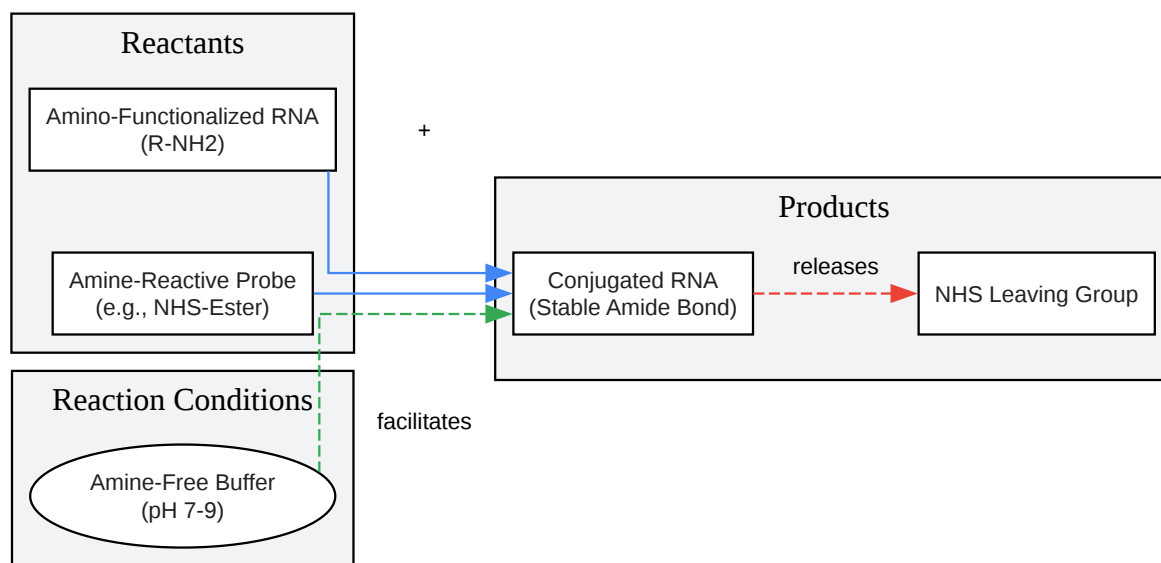 Reactants
Amino-Functionalized RNA
(R-NH2)
+
Amine-Reactive Probe
(e.g., NHS-Ester)
Products
Conjugated RNA
(Stable Amide Bond)
releases
NHS Leaving Group
Reaction Conditions
facilitates
Amine-Free Buffer
(pH 7-9)